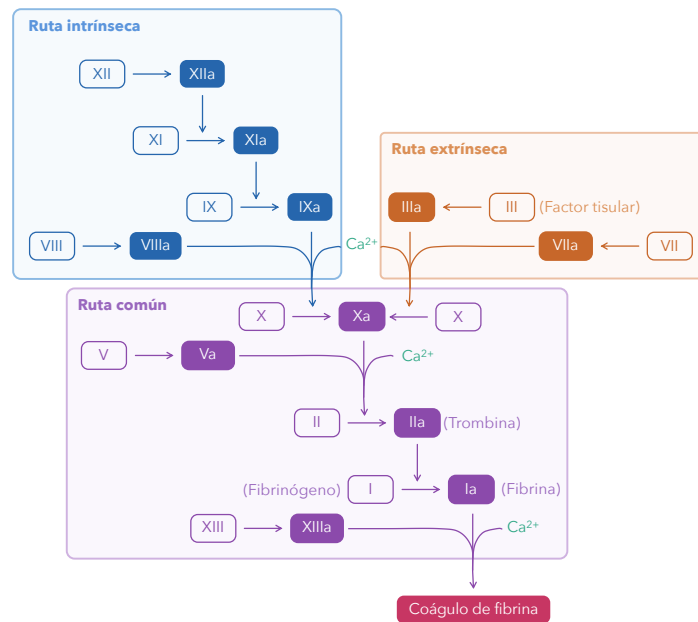 Ruta intrínseca
XII
XIIa
XI
XIa
IX
IXa
VIII
VIIIa
Ca²⁺
Ruta extrínseca
IIIa
III
(Factor tisular)
VIIa
VII
Ruta común
X
Xa
X
V
Va
Ca²⁺
II
IIa
(Trombina)
(Fibrinógeno)
I
Ia
(Fibrina)
XIII
XIIIa
Ca²⁺
Coágulo de fibrina